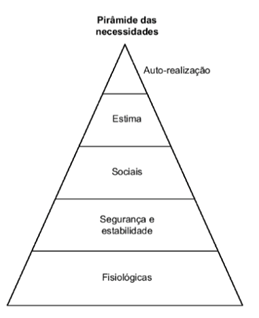 Pirâmide das
necessidades
Auto-realização
Estima
Sociais
Segurança e
estabilidade
Fisiológicas